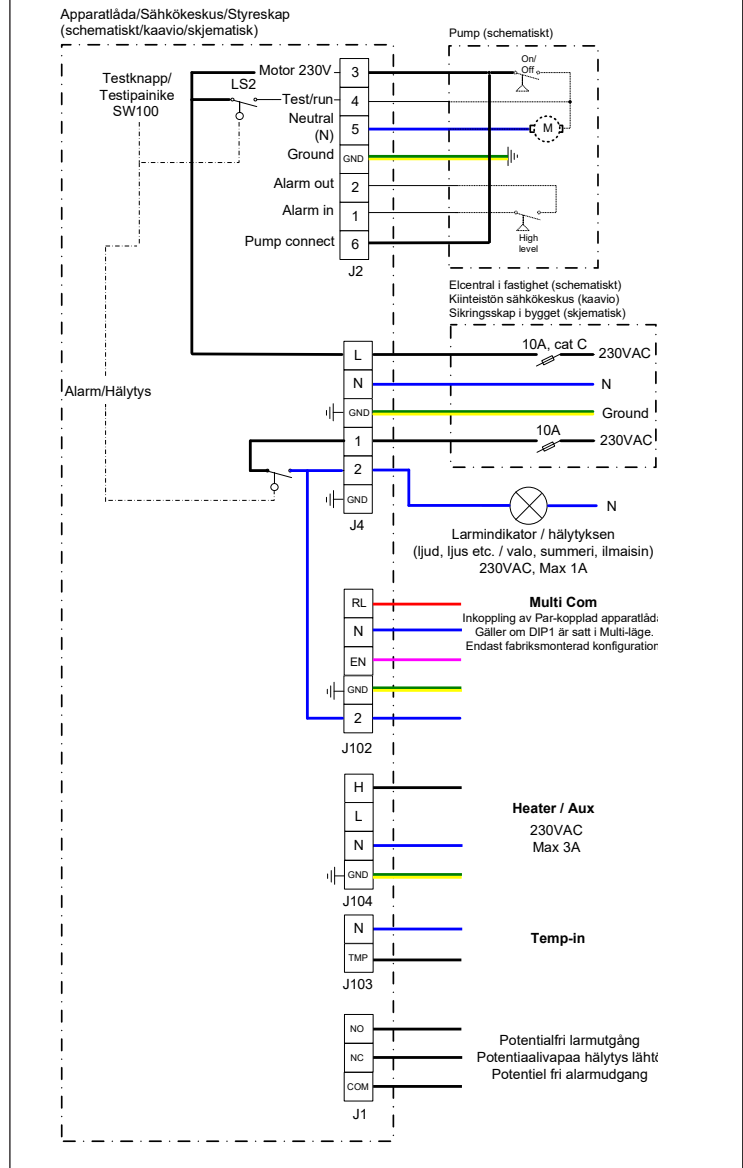 Apparatlåda/Sähkökeskus/Styreskap
(schematiskt/kaavio/skjematisk)
Pump (schematiskt)
Testknapp/
Testipainike
SW100
LS2
Motor 230V
3
Test/run
4
Neutral
(N)
5
Ground
GND
Alarm out
2
Alarm in
1
Pump connect
6
J2
On/
Off
M
High
level
Elcentral i fastighet (schematiskt)
Kiinteistön sähkökeskus (kaavio)
Sikringsskap i bygget (skjematisk)
L
10A, cat C
230VAC
N
N
GND
Ground
1
10A
230VAC
2
N
GND
J4
Alarm/Hälytys
Larmindikator / hälytyksen
(ljud, ljus etc. / valo, summeri, ilmaisin)
230VAC, Max 1A
RL
N
EN
GND
2
J102
Multi Com
Inkoppling av Par-kopplad apparatlåda
Gäller om DIP1 är satt i Multi-läge.
Endast fabriksmonterad konfiguration
H
L
N
GND
J104
Heater / Aux
230VAC
Max 3A
N
TMP
J103
Temp-in
NO
NC
COM
J1
Potentialfri larmutgång
Potentiaalivapaa hälytys lähtö
Potentiel fri alarmudgang